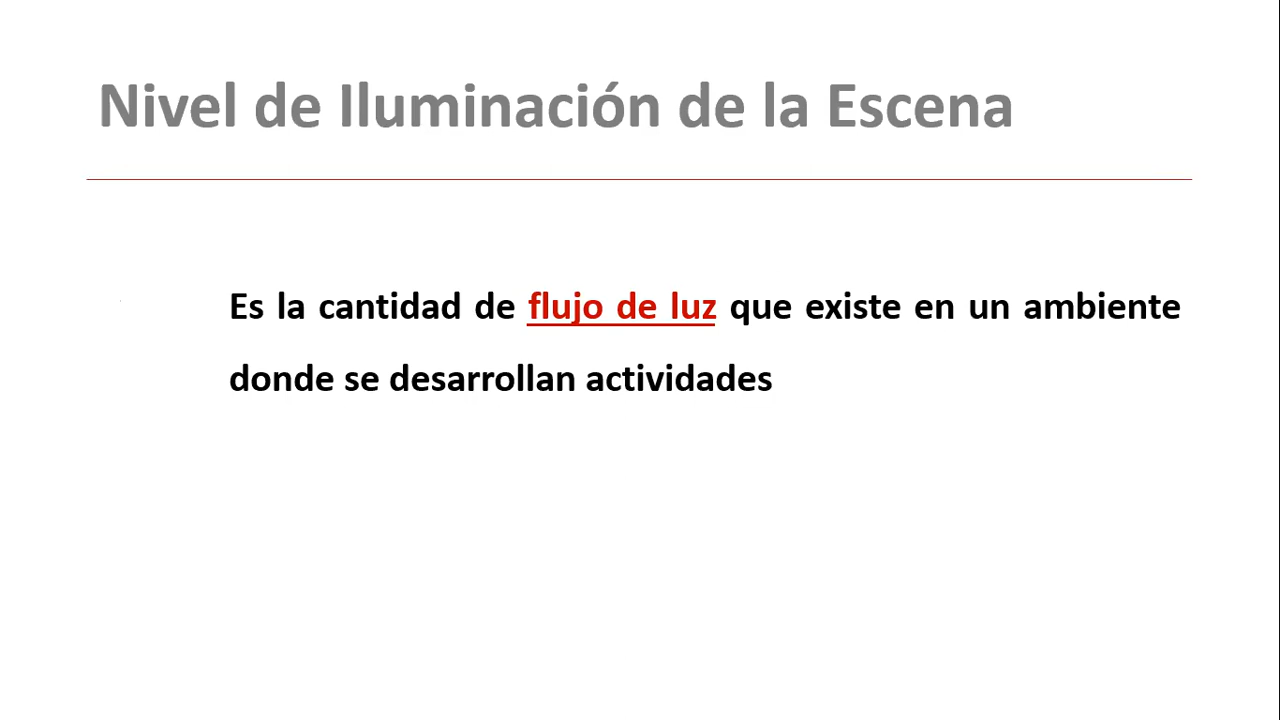 Nivel de Iluminación de la Escena
Es la cantidad de flujo de luz que existe en un ambiente
donde se desarrollan actividades